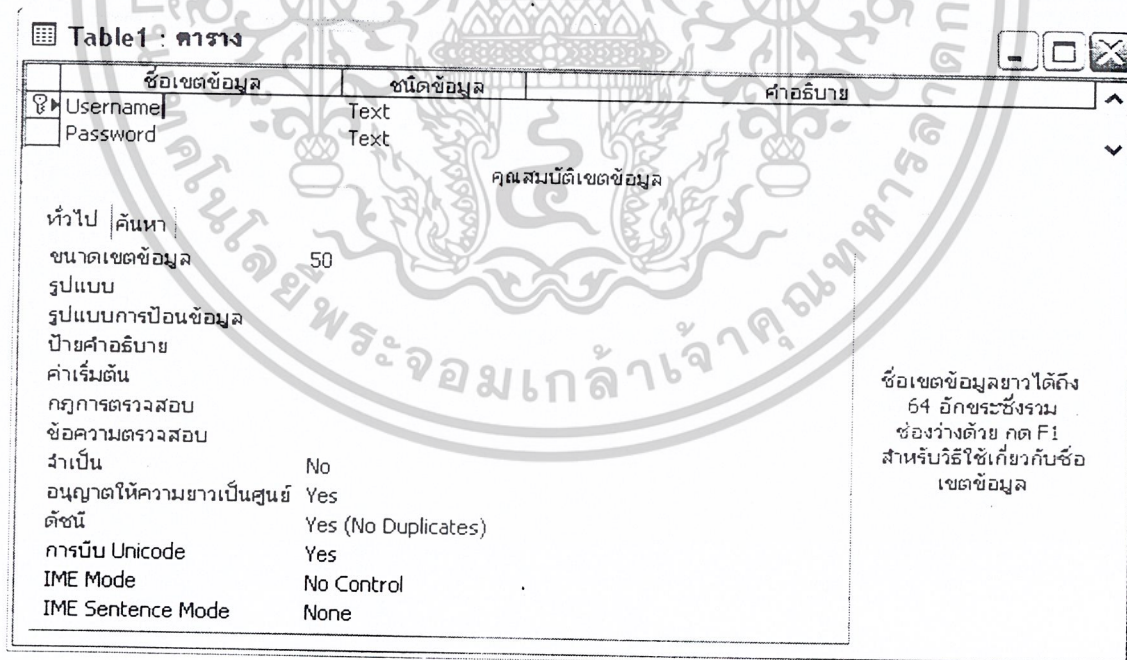 Table1 : ตาราง
ชื่อเขตข้อมูล ชนิดข้อมูล คำอธิบาย
Username Text
Password Text
คุณสมบัติเขตข้อมูล
ทั่วไป ค้นหา
ขนาดเขตข้อมูล 50
รูปแบบ
รูปแบบการป้อนข้อมูล
ป้ายคำอธิบาย
ค่าเริ่มต้น
กฎการตรวจสอบ
ข้อความตรวจสอบ
จำเป็น No
อนุญาตให้ความยาวเป็นศูนย์ Yes
ดัชนี Yes (No Duplicates)
การบีบ Unicode Yes
IME Mode No Control
IME Sentence Mode None
ชื่อเขตข้อมูลยาวได้ถึง
64 อักขระซึ่งรวม
ช่องว่างด้วย กด F1
สำหรับวิธีใช้เกี่ยวกับชื่อ
เขตข้อมูล